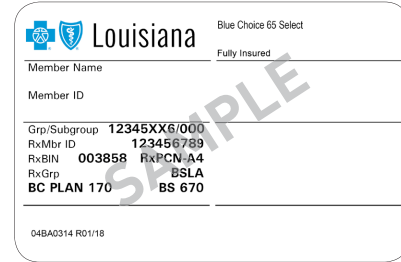 Louisiana
Blue Choice 65 Select
Fully Insured
Member Name
Member ID
Grp/Subgroup 12345XX6/000
RxMbr ID 123456789
RxBIN 003858 RxPCN-A4
RxGrp BSLA
BC PLAN 170 BS 670
SAMPLE
04BA0314 R01/18